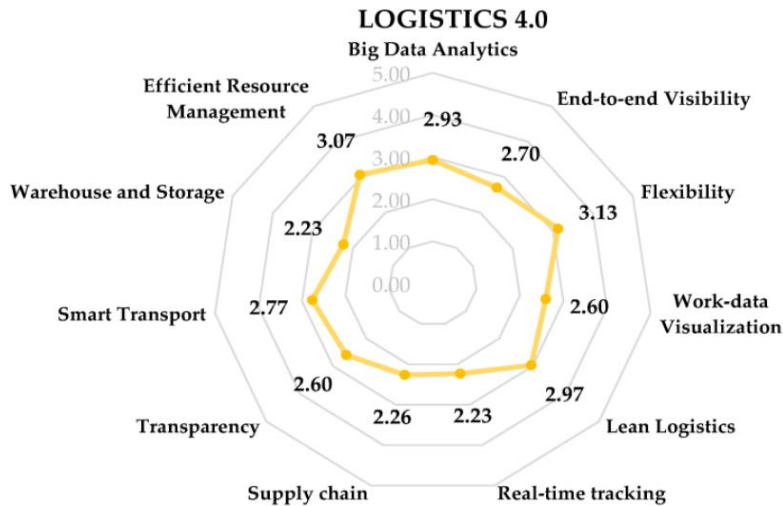 LOGISTICS 4.0
Big Data Analytics
5.00
Efficient Resource
Management
End-to-end Visibility
4.00
2.93
3.07
2.70
3.00
Warehouse and Storage
Flexibility
2.00
3.13
2.23
1.00
0.00
Smart Transport
2.77
2.60
Work-data
Visualization
2.60
2.97
2.26
2.23
Transparency
Lean Logistics
Supply chain
Real-time tracking